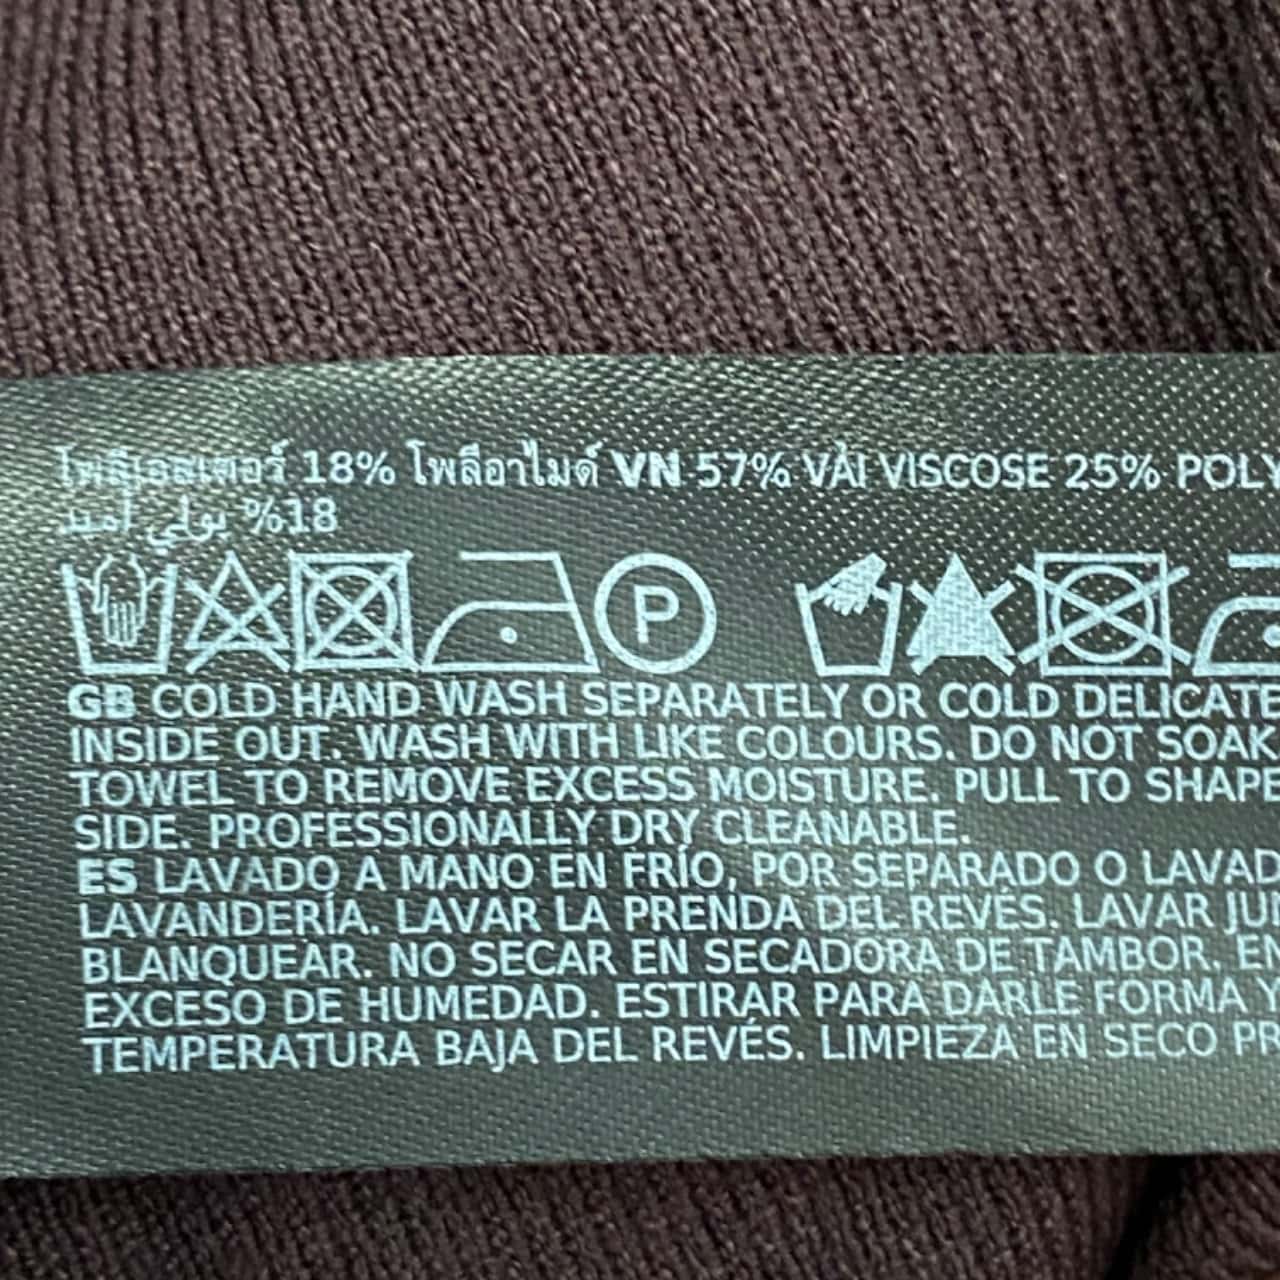 โพลีเอสเตอร์ 18% โพลีอาไมด์ VN 57% VẢI VISCOSE 25% POLY
%18 بولي أميد
P
GB COLD HAND WASH SEPARATELY OR COLD DELICATE
INSIDE OUT. WASH WITH LIKE COLOURS. DO NOT SOAK
TOWEL TO REMOVE EXCESS MOISTURE. PULL TO SHAPE
SIDE. PROFESSIONALLY DRY CLEANABLE.
ES LAVADO A MANO EN FRÍO, POR SEPARADO O LAVAD
LAVANDERÍA. LAVAR LA PRENDA DEL REVÉS. LAVAR JU
BLANQUEAR. NO SECAR EN SECADORA DE TAMBOR. EN
EXCESO DE HUMEDAD. ESTIRAR PARA DARLE FORMA Y
TEMPERATURA BAJA DEL REVÉS. LIMPIEZA EN SECO PR